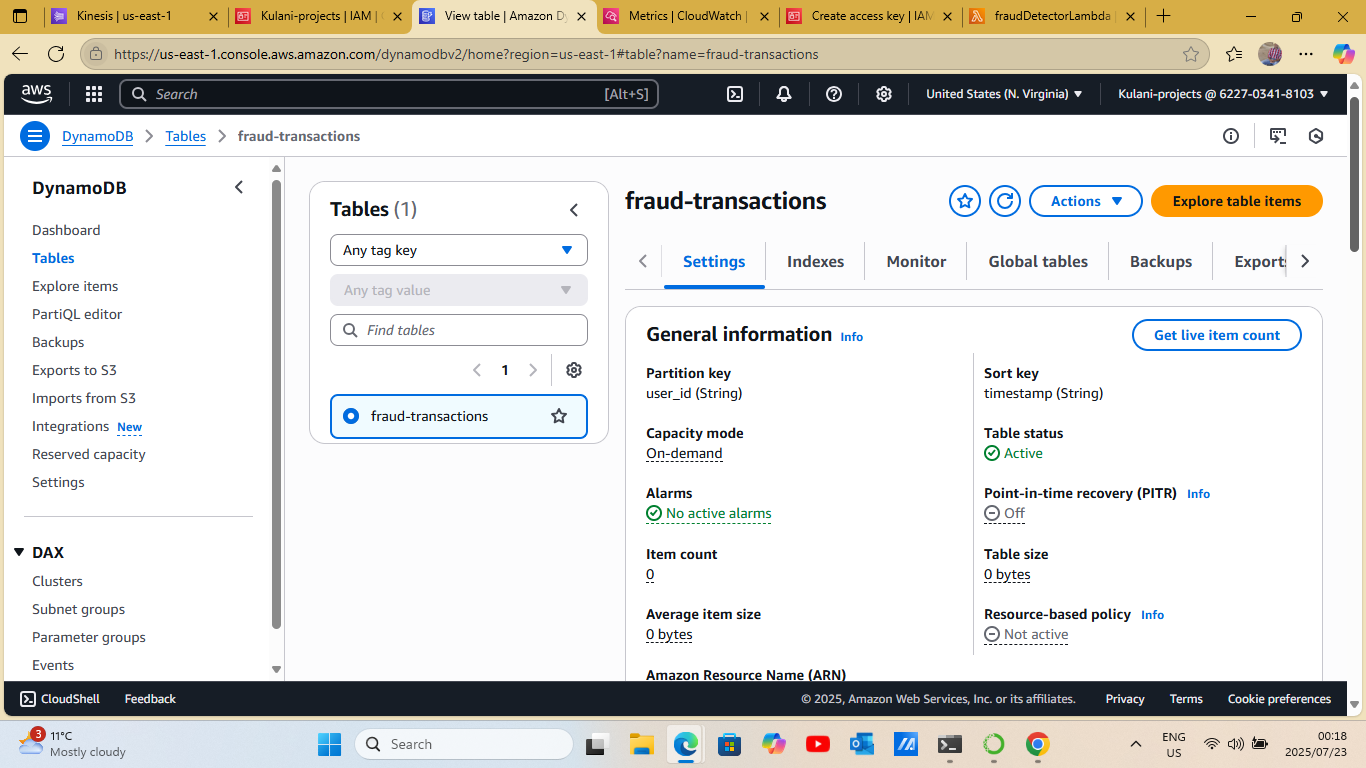 Kinesis | us-east-1
Kulani-projects | IAM |
View table | Amazon D
Metrics | CloudWatch |
Create access key | IAM
fraudDetectorLambda
https://us-east-1.console.aws.amazon.com/dynamodbv2/home?region=us-east-1#table?name=fraud-transactions
aws
Search
[Alt+S]
United States (N. Virginia)
Kulani-projects @ 6227-0341-8103
DynamoDB
Tables
fraud-transactions
DynamoDB
Dashboard
Tables
Explore items
PartiQL editor
Backups
Exports to S3
Imports from S3
Integrations New
Reserved capacity
Settings
DAX
Clusters
Subnet groups
Parameter groups
Events
Tables (1)
Any tag key
Any tag value
Find tables
1
fraud-transactions
fraud-transactions
Actions
Explore table items
Settings
Indexes
Monitor
Global tables
Backups
Exports
General information Info
Get live item count
Partition key
user_id (String)
Sort key
timestamp (String)
Capacity mode
On-demand
Table status
Active
Alarms
No active alarms
Point-in-time recovery (PITR) Info
Off
Item count
0
Table size
0 bytes
Average item size
0 bytes
Resource-based policy Info
Not active
Amazon Resource Name (ARN)
CloudShell
Feedback
© 2025, Amazon Web Services, Inc. or its affiliates.
Privacy
Terms
Cookie preferences
3
11°C
Mostly cloudy
Search
ENG
US
00:18
2025/07/23